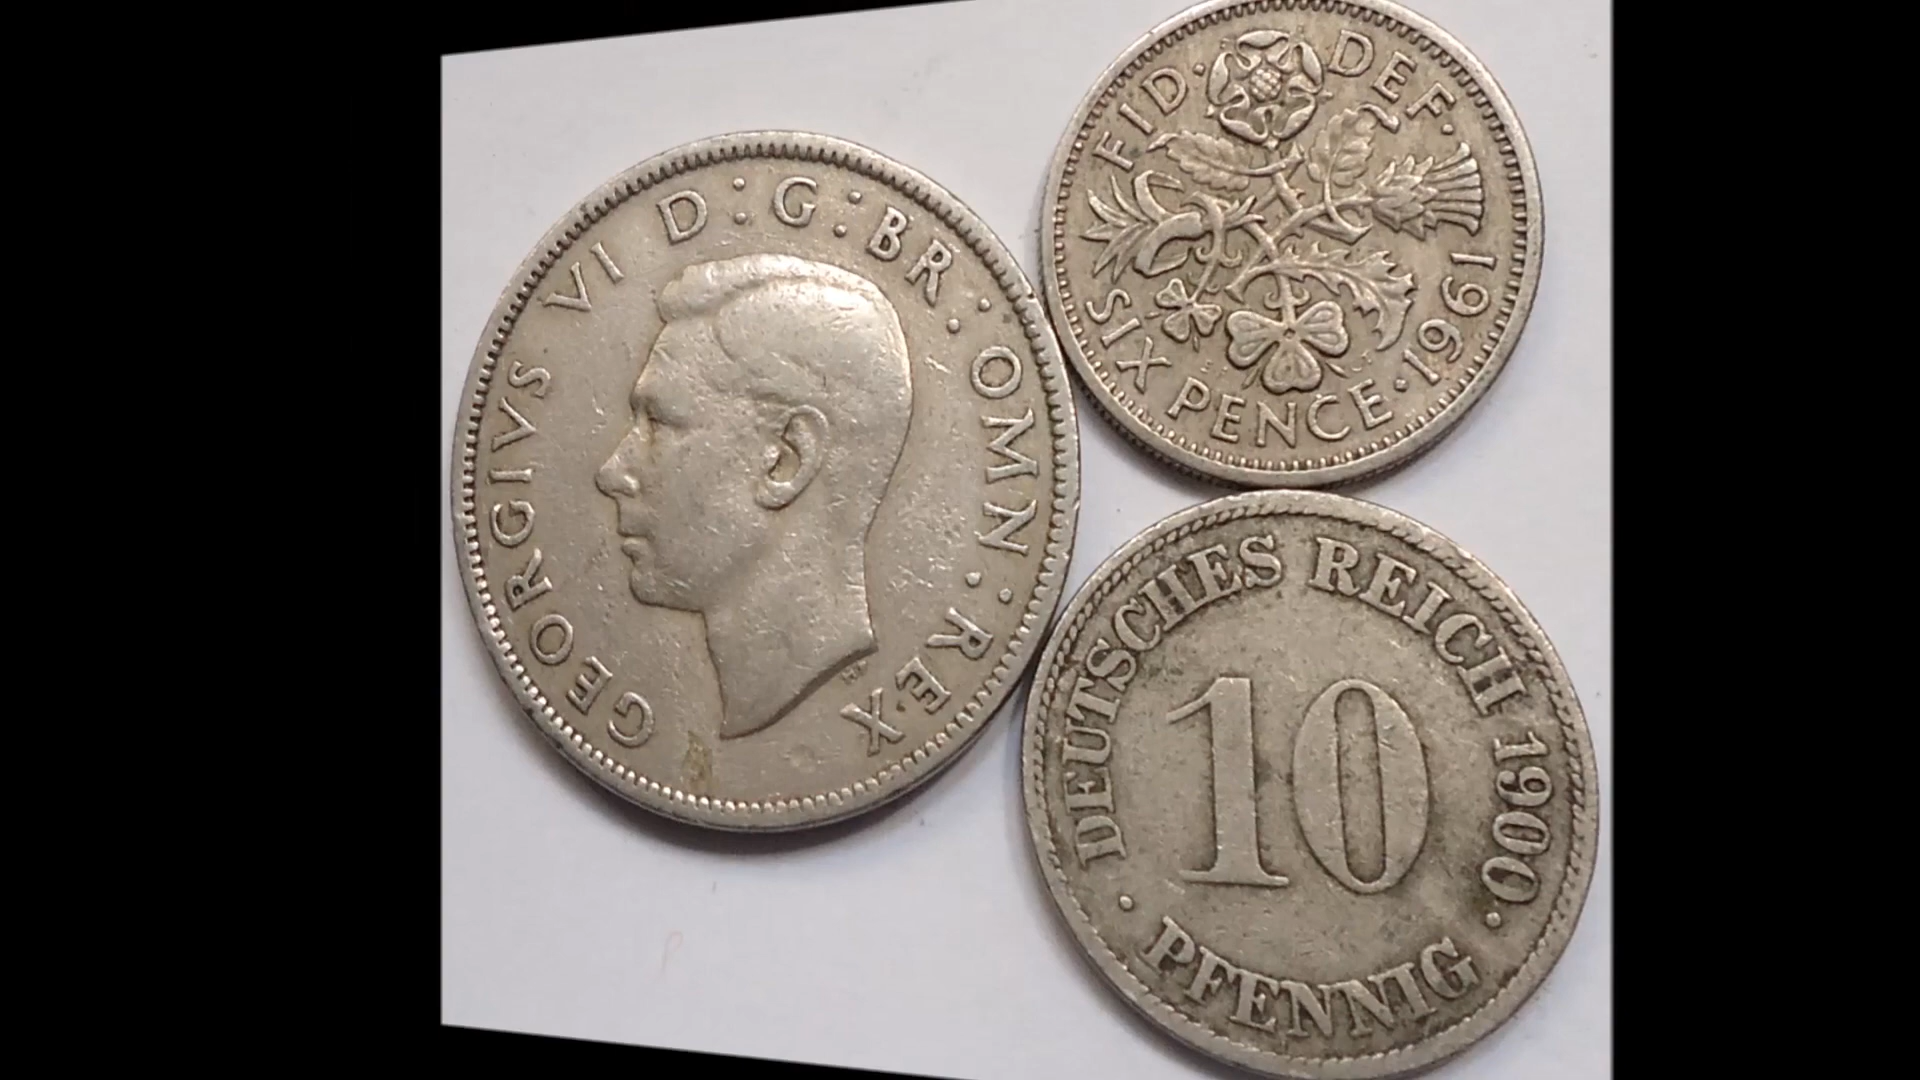 GEORGIVS VI D:G:BR:OMN:REX
FID·DEF·
SIX PENCE·1961
DEUTSCHES REICH 1900
10
·PFENNIG·